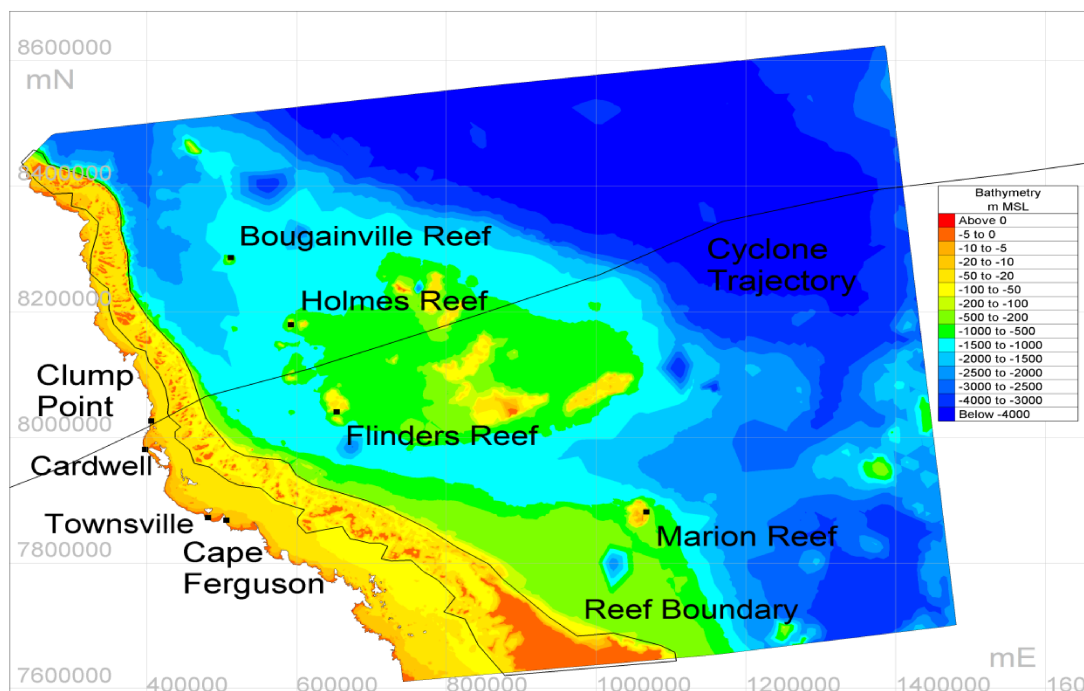 8600000
mN
8400000
Bougainville Reef
Cyclone
Trajectory
Holmes Reef
8200000
Clump
Point
8000000
Flinders Reef
Cardwell
Townsville
Cape
Ferguson
Marion Reef
7800000
Reef Boundary
mE
7600000
400000
600000
800000
1000000
12000000
14000000
1600
Bathymetry
m MSL
Above 0
-5 to 0
-10 to -5
-20 to -10
-50 to -20
-100 to -50
-200 to -100
-500 to -200
-1000 to -500
-1500 to -1000
-2000 to -1500
-2500 to -2000
-3000 to -2500
-4000 to -3000
Below -4000